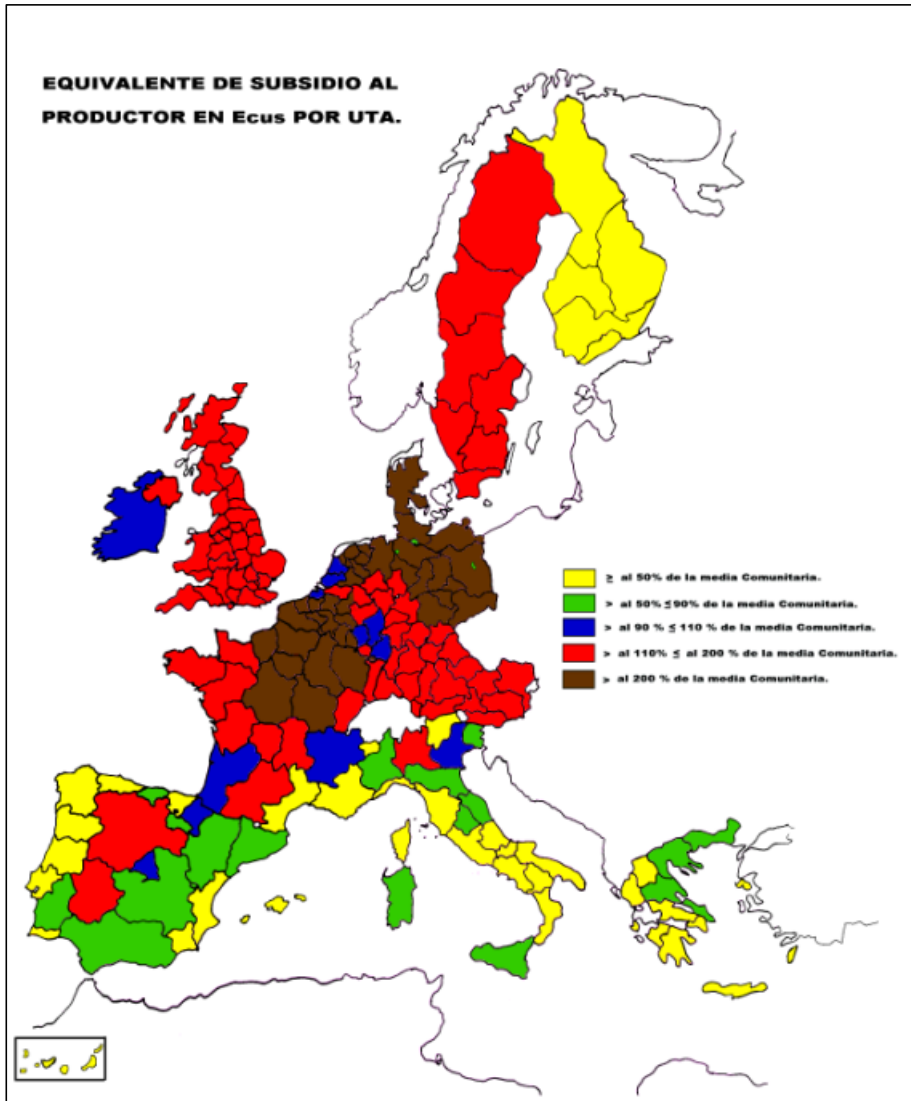 EQUIVALENTE DE SUBSIDIO AL
PRODUCTOR EN Ecus POR UTA.
≥ al 50% de la media Comunitaria.
> al 50% ≤ 90% de la media Comunitaria.
> al 90 % ≤ 110 % de la media Comunitaria.
> al 110% ≤ al 200 % de la media Comunitaria.
> al 200 % de la media Comunitaria.